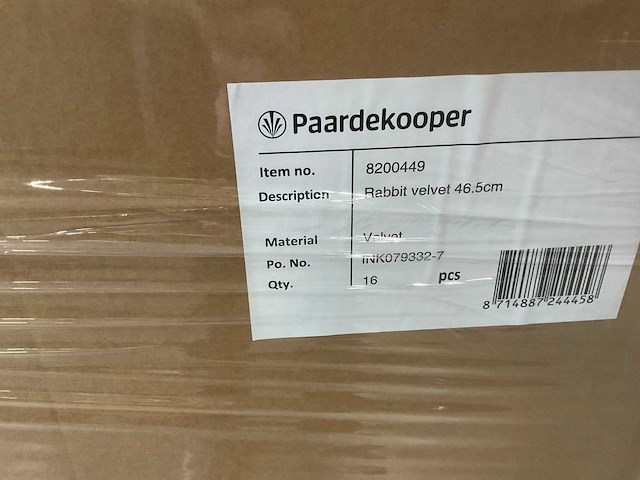 Paardekooper
Item no. 8200449
Description Rabbit velvet 46.5cm
Material Velvet
Po. No. INK079332-7
Qty. 16 pcs
8 714887 244458